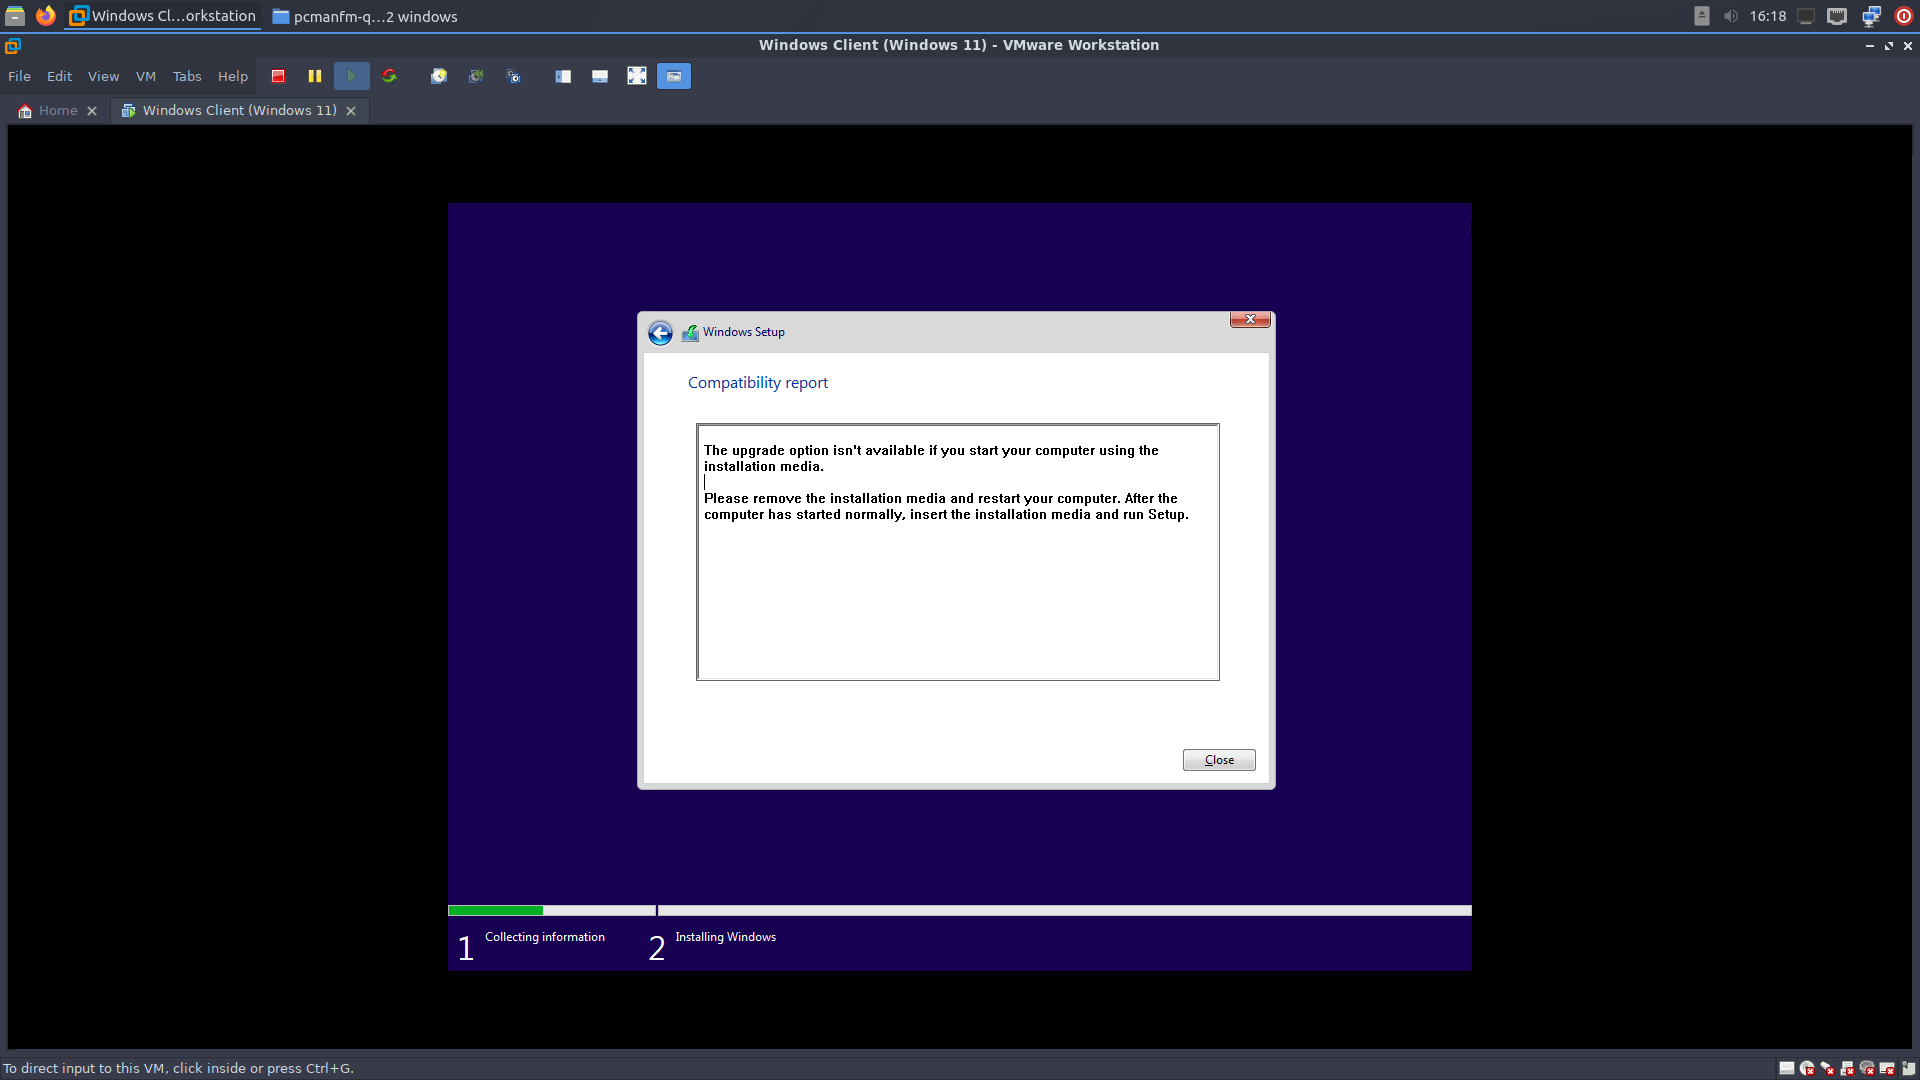 Windows Cl...orkstation
pcmanfm-q...2 windows
16:18
Windows Client (Windows 11) - VMware Workstation
File Edit View VM Tabs Help
Home
Windows Client (Windows 11)
Windows Setup
Compatibility report
The upgrade option isn't available if you start your computer using the
installation media.
Please remove the installation media and restart your computer. After the
computer has started normally, insert the installation media and run Setup.
Close
1 Collecting information 2 Installing Windows
To direct input to this VM, click inside or press Ctrl+G.